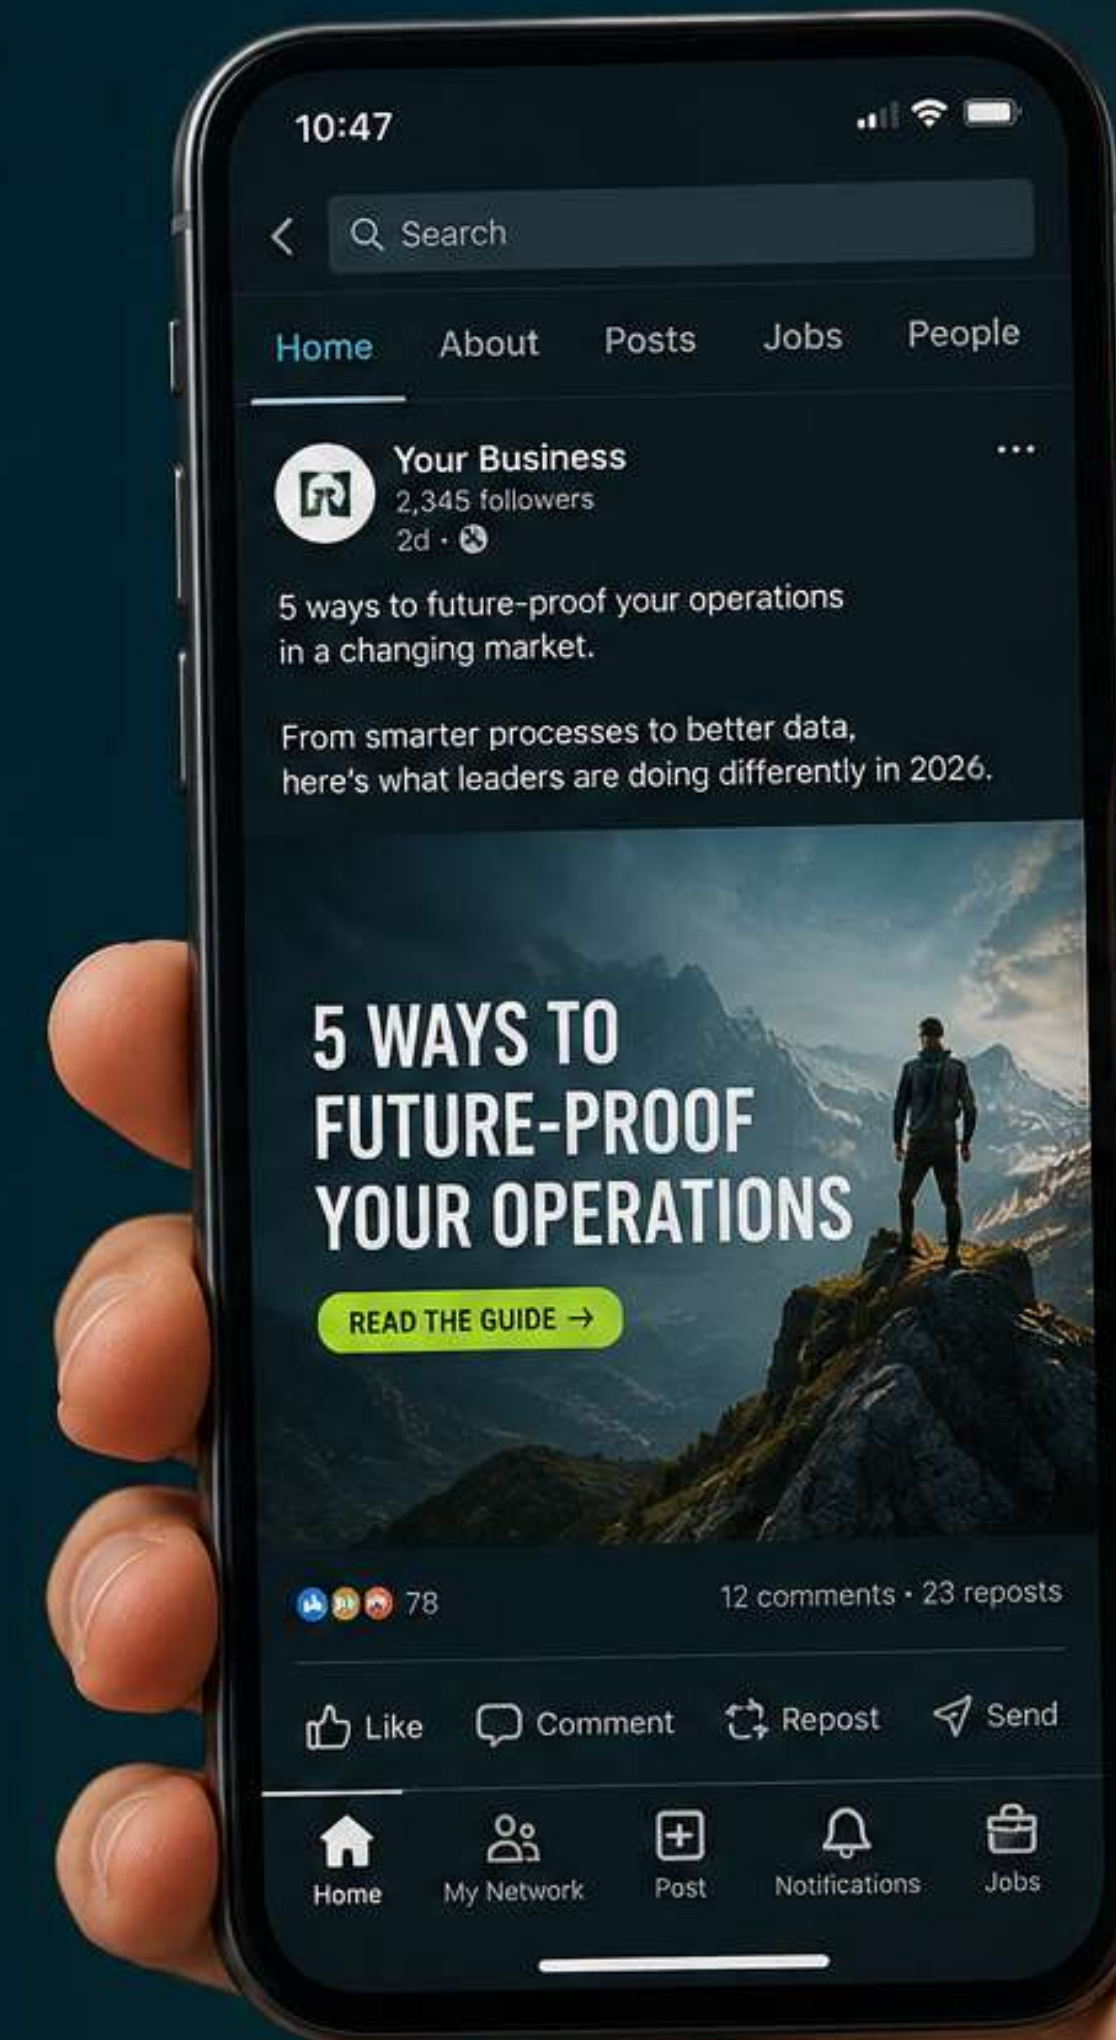 10:47
Search
Home About Posts Jobs People
Your Business
2,345 followers
2d •
5 ways to future-proof your operations
in a changing market.
From smarter processes to better data,
here's what leaders are doing differently in 2026.
5 WAYS TO
FUTURE-PROOF
YOUR OPERATIONS
READ THE GUIDE →
78 12 comments • 23 reposts
Like Comment Repost Send
Home My Network Post Notifications Jobs